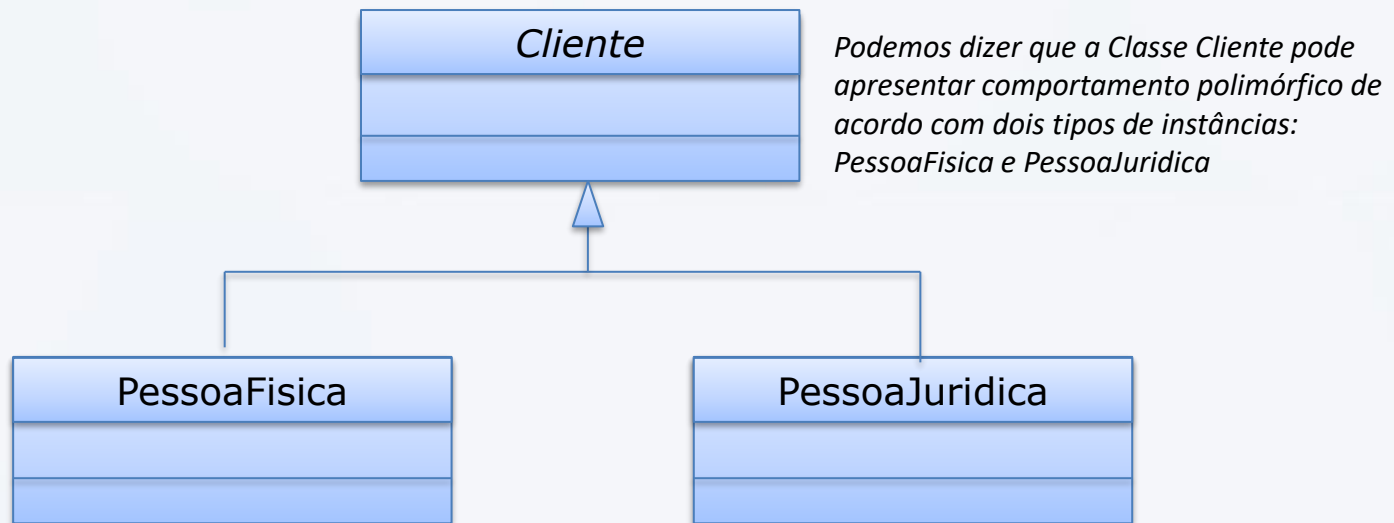 Cliente
Podemos dizer que a Classe Cliente pode
apresentar comportamento polimórfico de
acordo com dois tipos de instâncias:
PessoaFisica e PessoaJuridica
PessoaFisica
PessoaJuridica